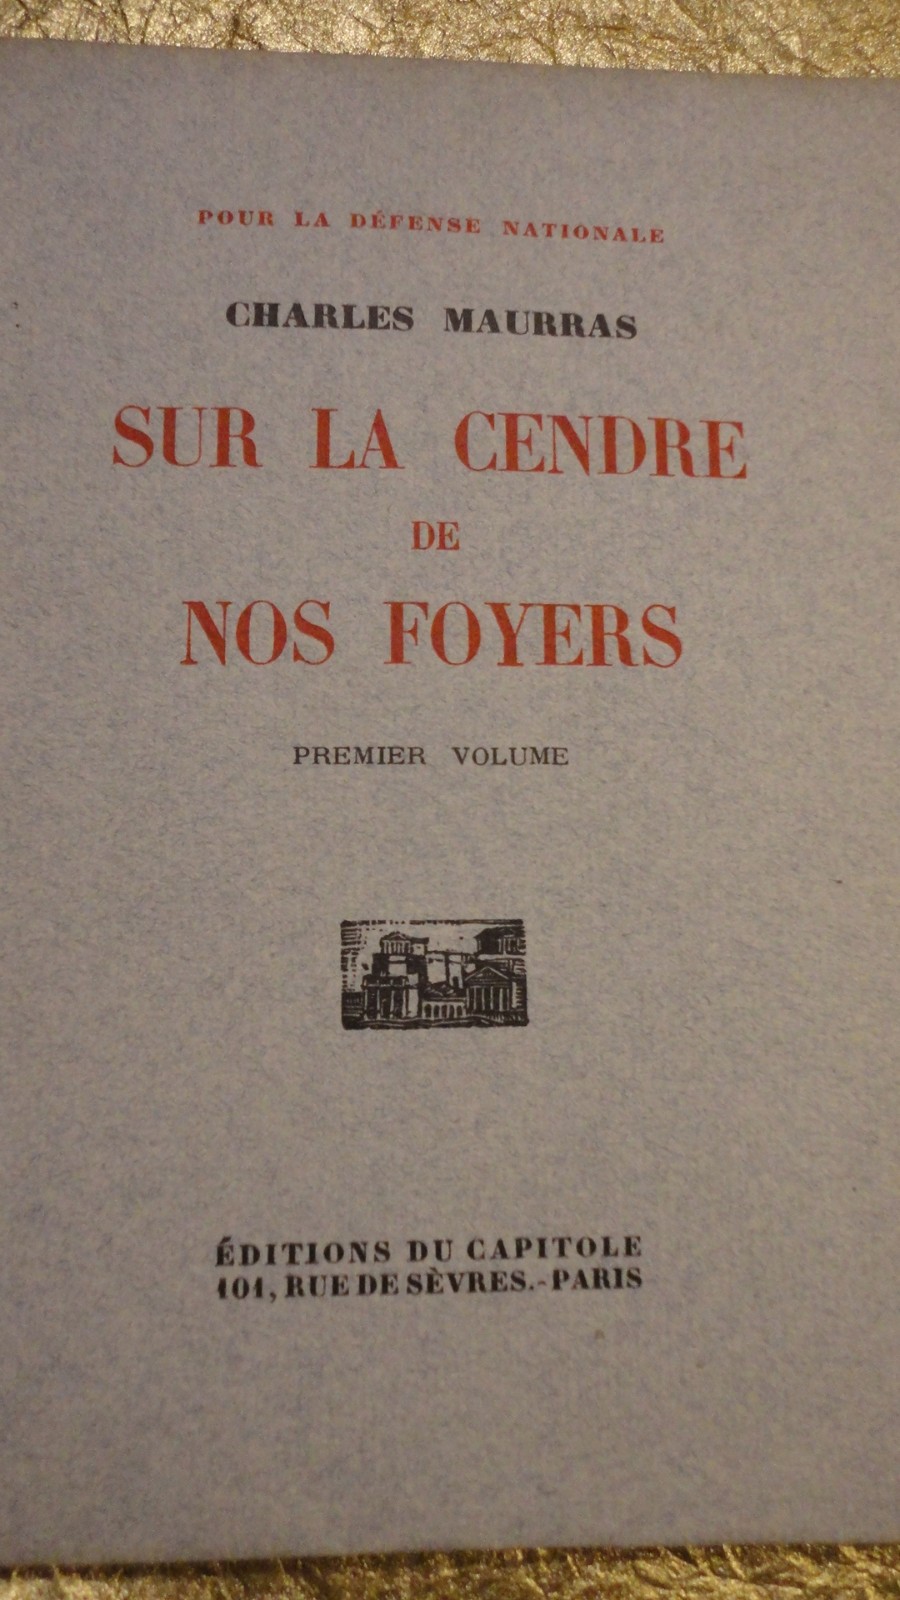 POUR LA DÉFENSE NATIONALE
CHARLES MAURRAS
SUR LA CENDRE
DE
NOS FOYERS
PREMIER VOLUME
ÉDITIONS DU CAPITOLE
101, RUE DE SÈVRES.-PARIS